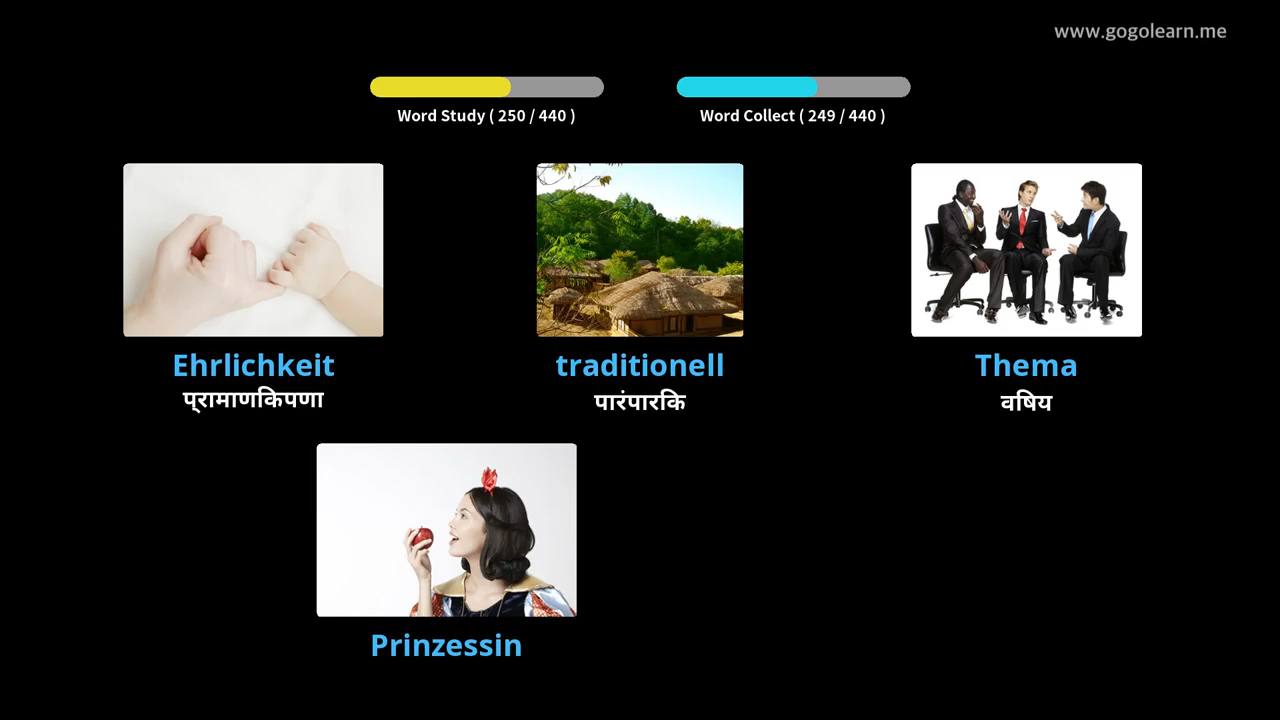 www.gogolearn.me
Word Study ( 250 / 440 )
Word Collect ( 249 / 440 )
Ehrlichkeit
प्रामाणकिपणा
traditionell
पारंपारकि
Thema
वषिय
Prinzessin